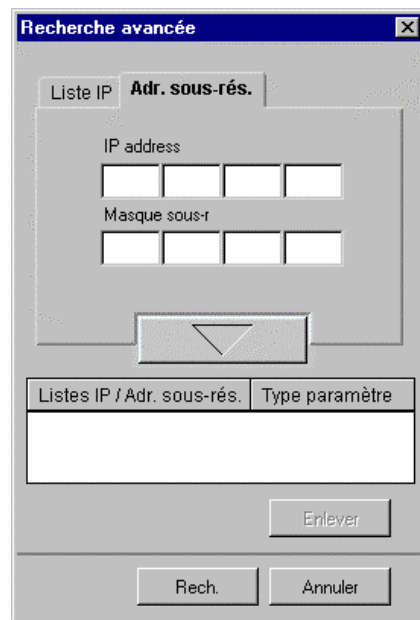 Recherche avancée
Liste IP Adr. sous-rés.
IP address
Masque sous-r
Listes IP / Adr. sous-rés. Type paramètre
Enlever
Rech. Annuler